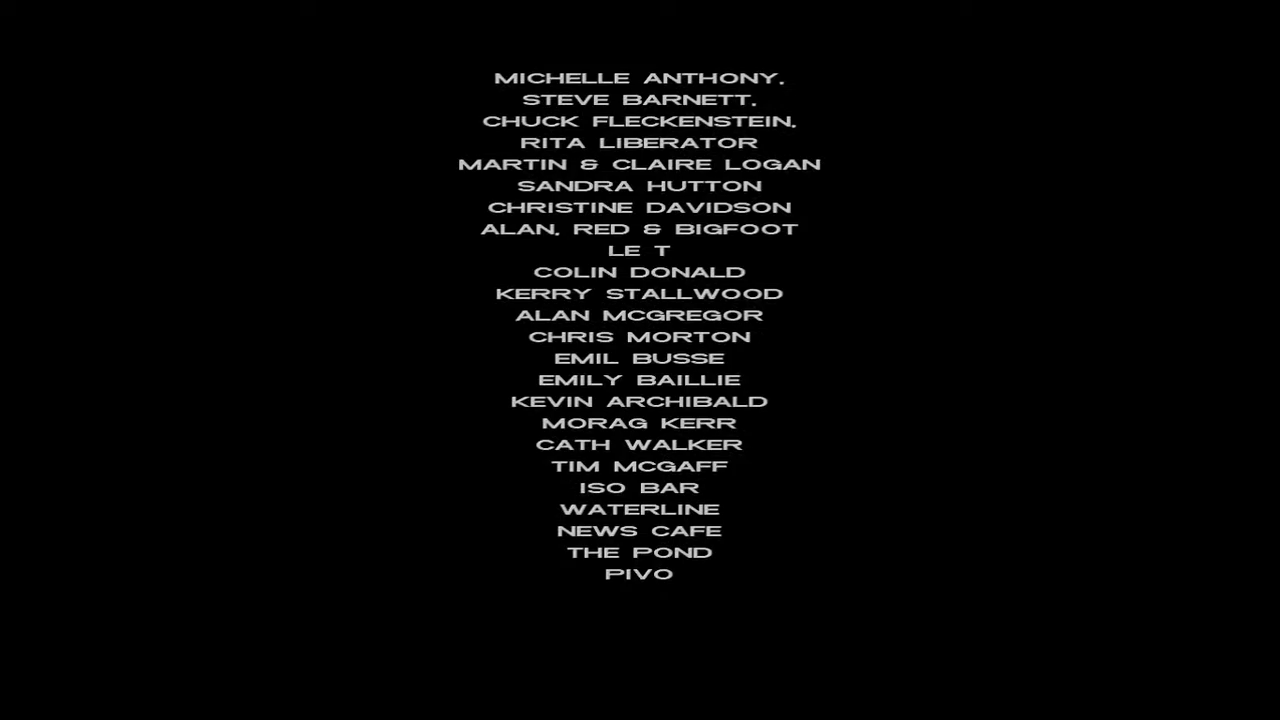 MICHELLE ANTHONY,
STEVE BARNETT,
CHUCK FLECKENSTEIN,
RITA LIBERATOR
MARTIN & CLAIRE LOGAN
SANDRA HUTTON
CHRISTINE DAVIDSON
ALAN, RED & BIGFOOT
LE T
COLIN DONALD
KERRY STALLWOOD
ALAN MCGREGOR
CHRIS MORTON
EMIL BUSSE
EMILY BAILLIE
KEVIN ARCHIBALD
MORAG KERR
CATH WALKER
TIM MCGAFF
ISO BAR
WATERLINE
NEWS CAFE
THE POND
PIVO